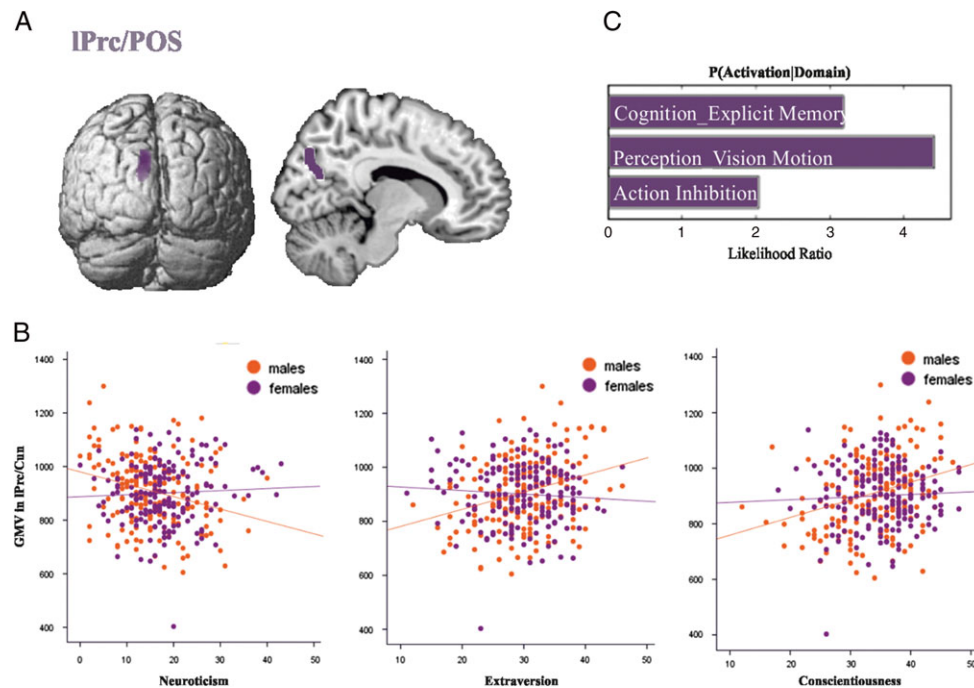 A
lPrc/POS
C
P(Activation|Domain)
Cognition_Explicit Memory
Perception_Vision Motion
Action Inhibition
0 1 2 3 4
Likelihood Ratio
B
GMV In lPre/Cun
1400
1200
1000
800
600
400
males
females
0 10 20 30 40 50
Neuroticism
1400
1200
1000
800
600
400
males
females
10 20 30 40 50
Extraversion
1400
1200
1000
800
600
400
males
females
10 20 30 40 50
Conscientiousness